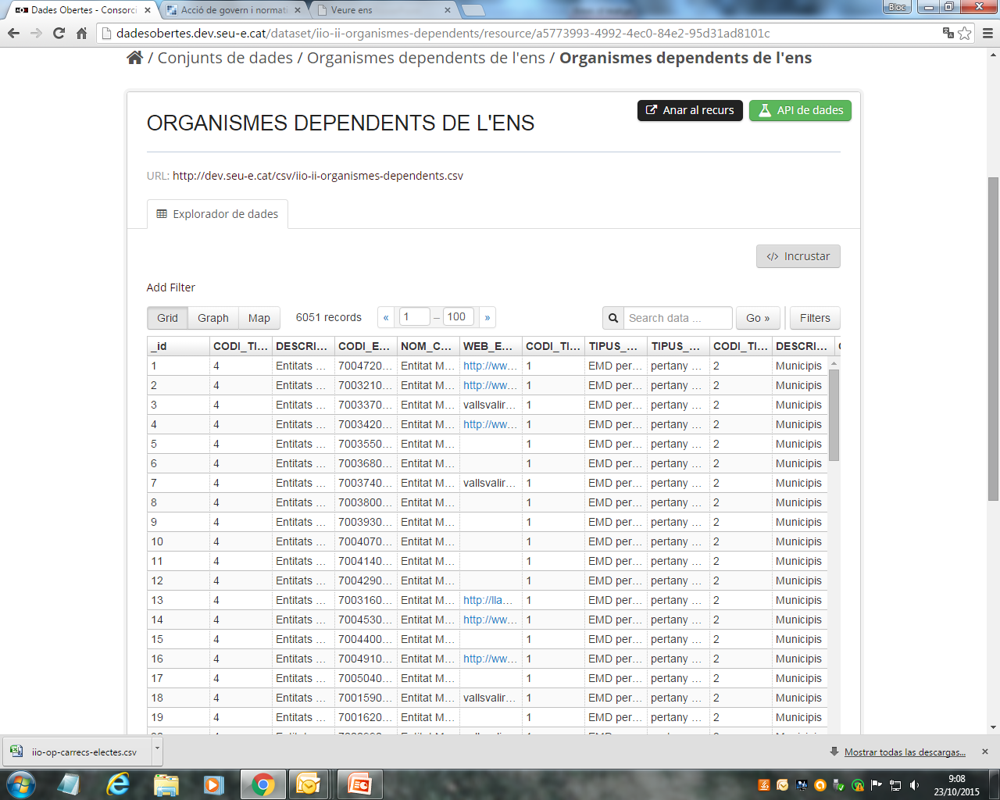 Dades Obertes - Consorci
Acció de govern i normati
Veure ens
Bloc
dadesobertes.dev.seu-e.cat/dataset/iio-ii-organismes-dependents/resource/a5773993-4992-4ec0-84e2-95d31ad8101c
/ Conjunts de dades / Organismes dependents de l'ens / Organismes dependents de l'ens
Anar al recurs
API de dades
ORGANISMES DEPENDENTS DE L'ENS
URL: http://dev.seu-e.cat/csv/iio-ii-organismes-dependents.csv
Explorador de dades
</> Incrustar
Add Filter
Grid Graph Map 6051 records « 1 – 100 » Search data ... Go » Filters
_id CODI_TI... DESCRI... CODI_E... NOM_C... WEB_E... CODI_TI... TIPUS_... TIPUS_... CODI_TI... DESCRI...
1 4 Entitats ... 7004720... Entitat M... http://ww... 1 EMD per... pertany ... 2 Municipis
2 4 Entitats ... 7003210... Entitat M... http://ww... 1 EMD per... pertany ... 2 Municipis
3 4 Entitats ... 7003370... Entitat M... vallsvalir... 1 EMD per... pertany ... 2 Municipis
4 4 Entitats ... 7003420... Entitat M... http://ww... 1 EMD per... pertany ... 2 Municipis
5 4 Entitats ... 7003550... Entitat M... 1 EMD per... pertany ... 2 Municipis
6 4 Entitats ... 7003680... Entitat M... 1 EMD per... pertany ... 2 Municipis
7 4 Entitats ... 7003740... Entitat M... vallsvalir... 1 EMD per... pertany ... 2 Municipis
8 4 Entitats ... 7003800... Entitat M... 1 EMD per... pertany ... 2 Municipis
9 4 Entitats ... 7003930... Entitat M... 1 EMD per... pertany ... 2 Municipis
10 4 Entitats ... 7004070... Entitat M... 1 EMD per... pertany ... 2 Municipis
11 4 Entitats ... 7004140... Entitat M... 1 EMD per... pertany ... 2 Municipis
12 4 Entitats ... 7004290... Entitat M... 1 EMD per... pertany ... 2 Municipis
13 4 Entitats ... 7003160... Entitat M... http://lla... 1 EMD per... pertany ... 2 Municipis
14 4 Entitats ... 7004530... Entitat M... http://ww... 1 EMD per... pertany ... 2 Municipis
15 4 Entitats ... 7004400... Entitat M... 1 EMD per... pertany ... 2 Municipis
16 4 Entitats ... 7004910... Entitat M... http://ww... 1 EMD per... pertany ... 2 Municipis
17 4 Entitats ... 7005040... Entitat M... 1 EMD per... pertany ... 2 Municipis
18 4 Entitats ... 7001590... Entitat M... vallsvalir... 1 EMD per... pertany ... 2 Municipis
19 4 Entitats ... 7001620... Entitat M... 1 EMD per... pertany ... 2 Municipis
iio-op-carrecs-electes.csv
Mostrar todas las descargas...
9:08
23/10/2015